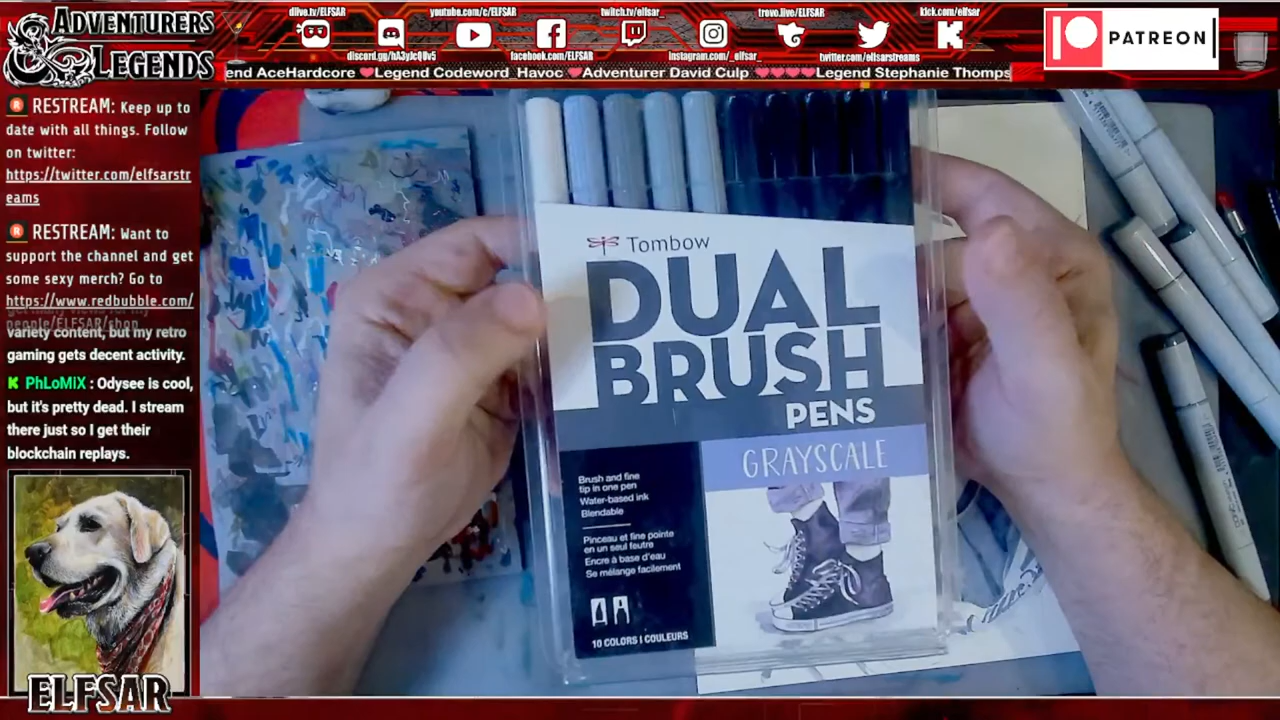 ADVENTURERS
& LEGENDS
dlive.tv/ELFSAR
youtube.com/c/ELFSAR
twitch.tv/elfsar_
trovo.live/ELFSAR
kick.com/elfsar
facebook.com/ELFSAR
instagram.com/_elfsar_
twitter.com/elfsarstreams
PATREON
end AceHardcore ❤Legend Codeword_Havoc ❤Adventurer David Culp ❤❤❤❤Legend Stephanie Thomps
RESTREAM: Keep up to
date with all things. Follow
on twitter:
https://twitter.com/elfsarstr
eams
RESTREAM: Want to
support the channel and get
some sexy merch? Go to
https://www.redbubble.com/
people/ELFSAR/shop
variety content, but my retro
gaming gets decent activity.
PhLoMiX : Odysee is cool,
but it's pretty dead. I stream
there just so I get their
blockchain replays.
ELFSAR
Tombow
DUAL
BRUSH
PENS
GRAYSCALE
Brush and fine
tip in one pen
Water-based ink
Blendable
Pinceau et fine pointe
en un seul feutre
Encre à base d'eau
Se mélange facilement
10 COLORS | COULEURS